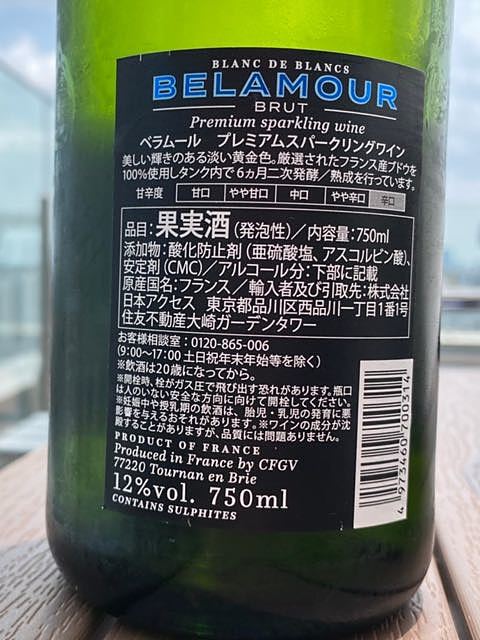 BLANC DE BLANCS
BELAMOUR
BRUT
Premium sparkling wine
ベラムール プレミアムスパークリングワイン
美しい輝きのある淡い黄金色。厳選されたフランス産ブドウを
100%使用しタンク内で6ヵ月二次発酵／熟成を行っています。
甘辛度 甘口 やや甘口 中口 やや辛口 辛口
品目：果実酒（発泡性）／内容量：750ml
添加物：酸化防止剤（亜硫酸塩、アスコルビン酸）、
安定剤（CMC）／アルコール分：下部に記載
原産国名：フランス／輸入者及び引取先：株式会社
日本アクセス 東京都品川区西品川一丁目1番1号
住友不動産大崎ガーデンタワー
お客様相談室：0120-865-006
（9:00〜17:00 土日祝年末年始等を除く）
※飲酒は20歳になってから。
※開栓時、栓がガス圧で飛び出す恐れがあります。瓶口
は人のいない安全な方向に向けて開栓してください。
※妊娠中や授乳期の飲酒は、胎児・乳児の発育に悪
影響を与えるおそれがあります。※ワインの成分が沈
殿することがありますが、品質には問題ありません。
PRODUCT OF FRANCE
Produced in France by CFGV
77220 Tournan en Brie
12%vol. 750ml
CONTAINS SULPHITES
4 973460 700314